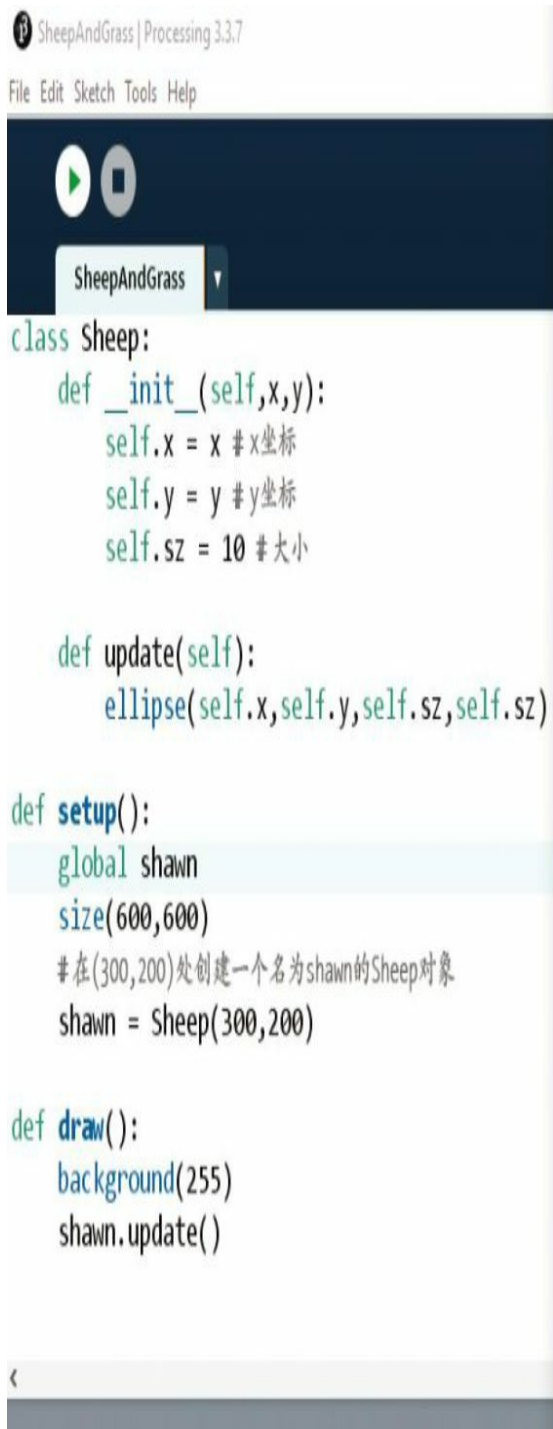 SheepAndGrass | Processing 3.3.7
File Edit Sketch Tools Help
SheepAndGrass
class Sheep:
    def __init__(self,x,y):
        self.x = x #x坐标
        self.y = y #y坐标
        self.sz = 10 #大小
    def update(self):
        ellipse(self.x,self.y,self.sz,self.sz)
def setup():
    global shawn
    size(600,600)
    #在(300,200)处创建一个名为shawn的Sheep对象
    shawn = Sheep(300,200)
def draw():
    background(255)
    shawn.update()